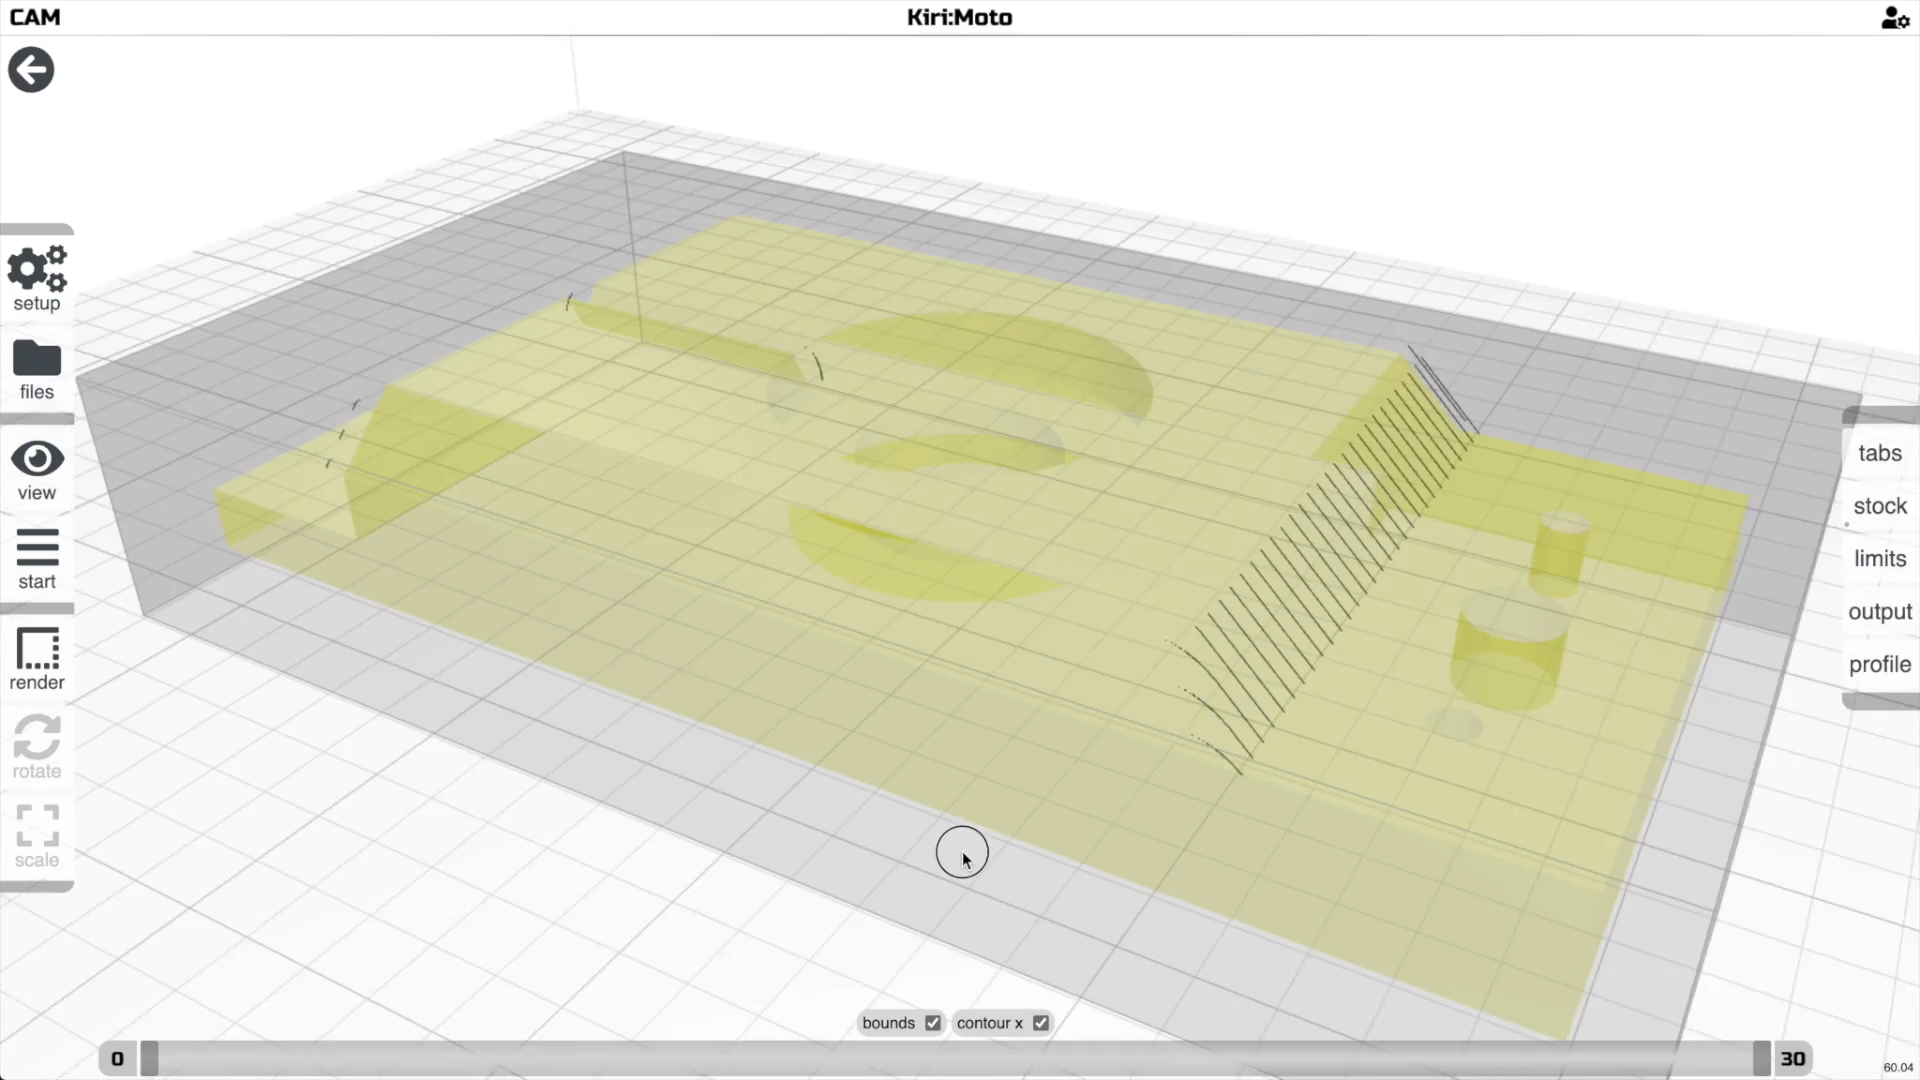 CAM
Kiri:Moto
setup
files
view
start
render
rotate
scale
tabs
stock
limits
output
profile
bounds
contour x
0
30
60.04